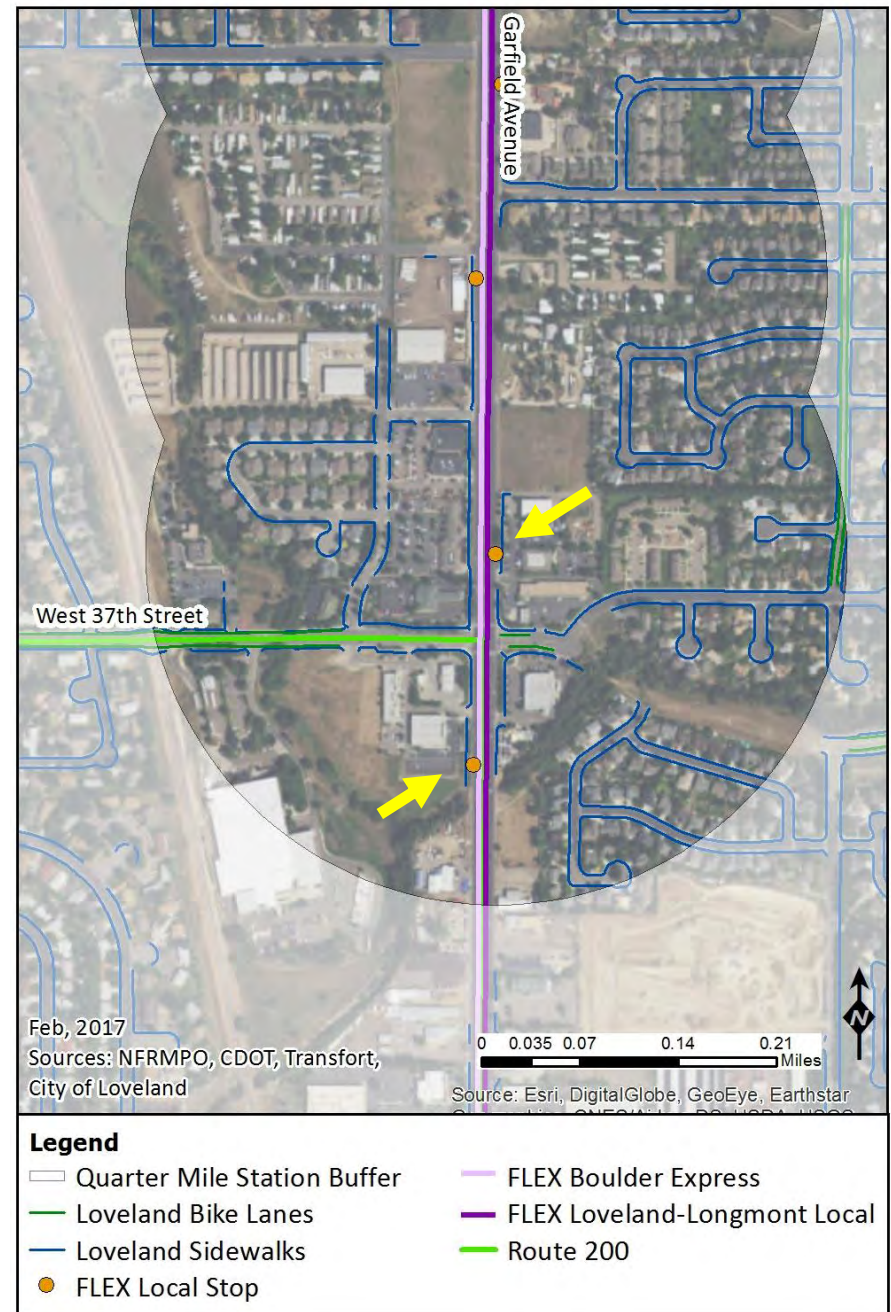 Garfield Avenue
West 37th Street
Feb, 2017
Sources: NFRMPO, CDOT, Transfort,
City of Loveland
N
0 0.035 0.07 0.14 0.21
Miles
Source: Esri, DigitalGlobe, GeoEye, Earthstar
Legend
Quarter Mile Station Buffer
Loveland Bike Lanes
Loveland Sidewalks
FLEX Local Stop
FLEX Boulder Express
FLEX Loveland-Longmont Local
Route 200